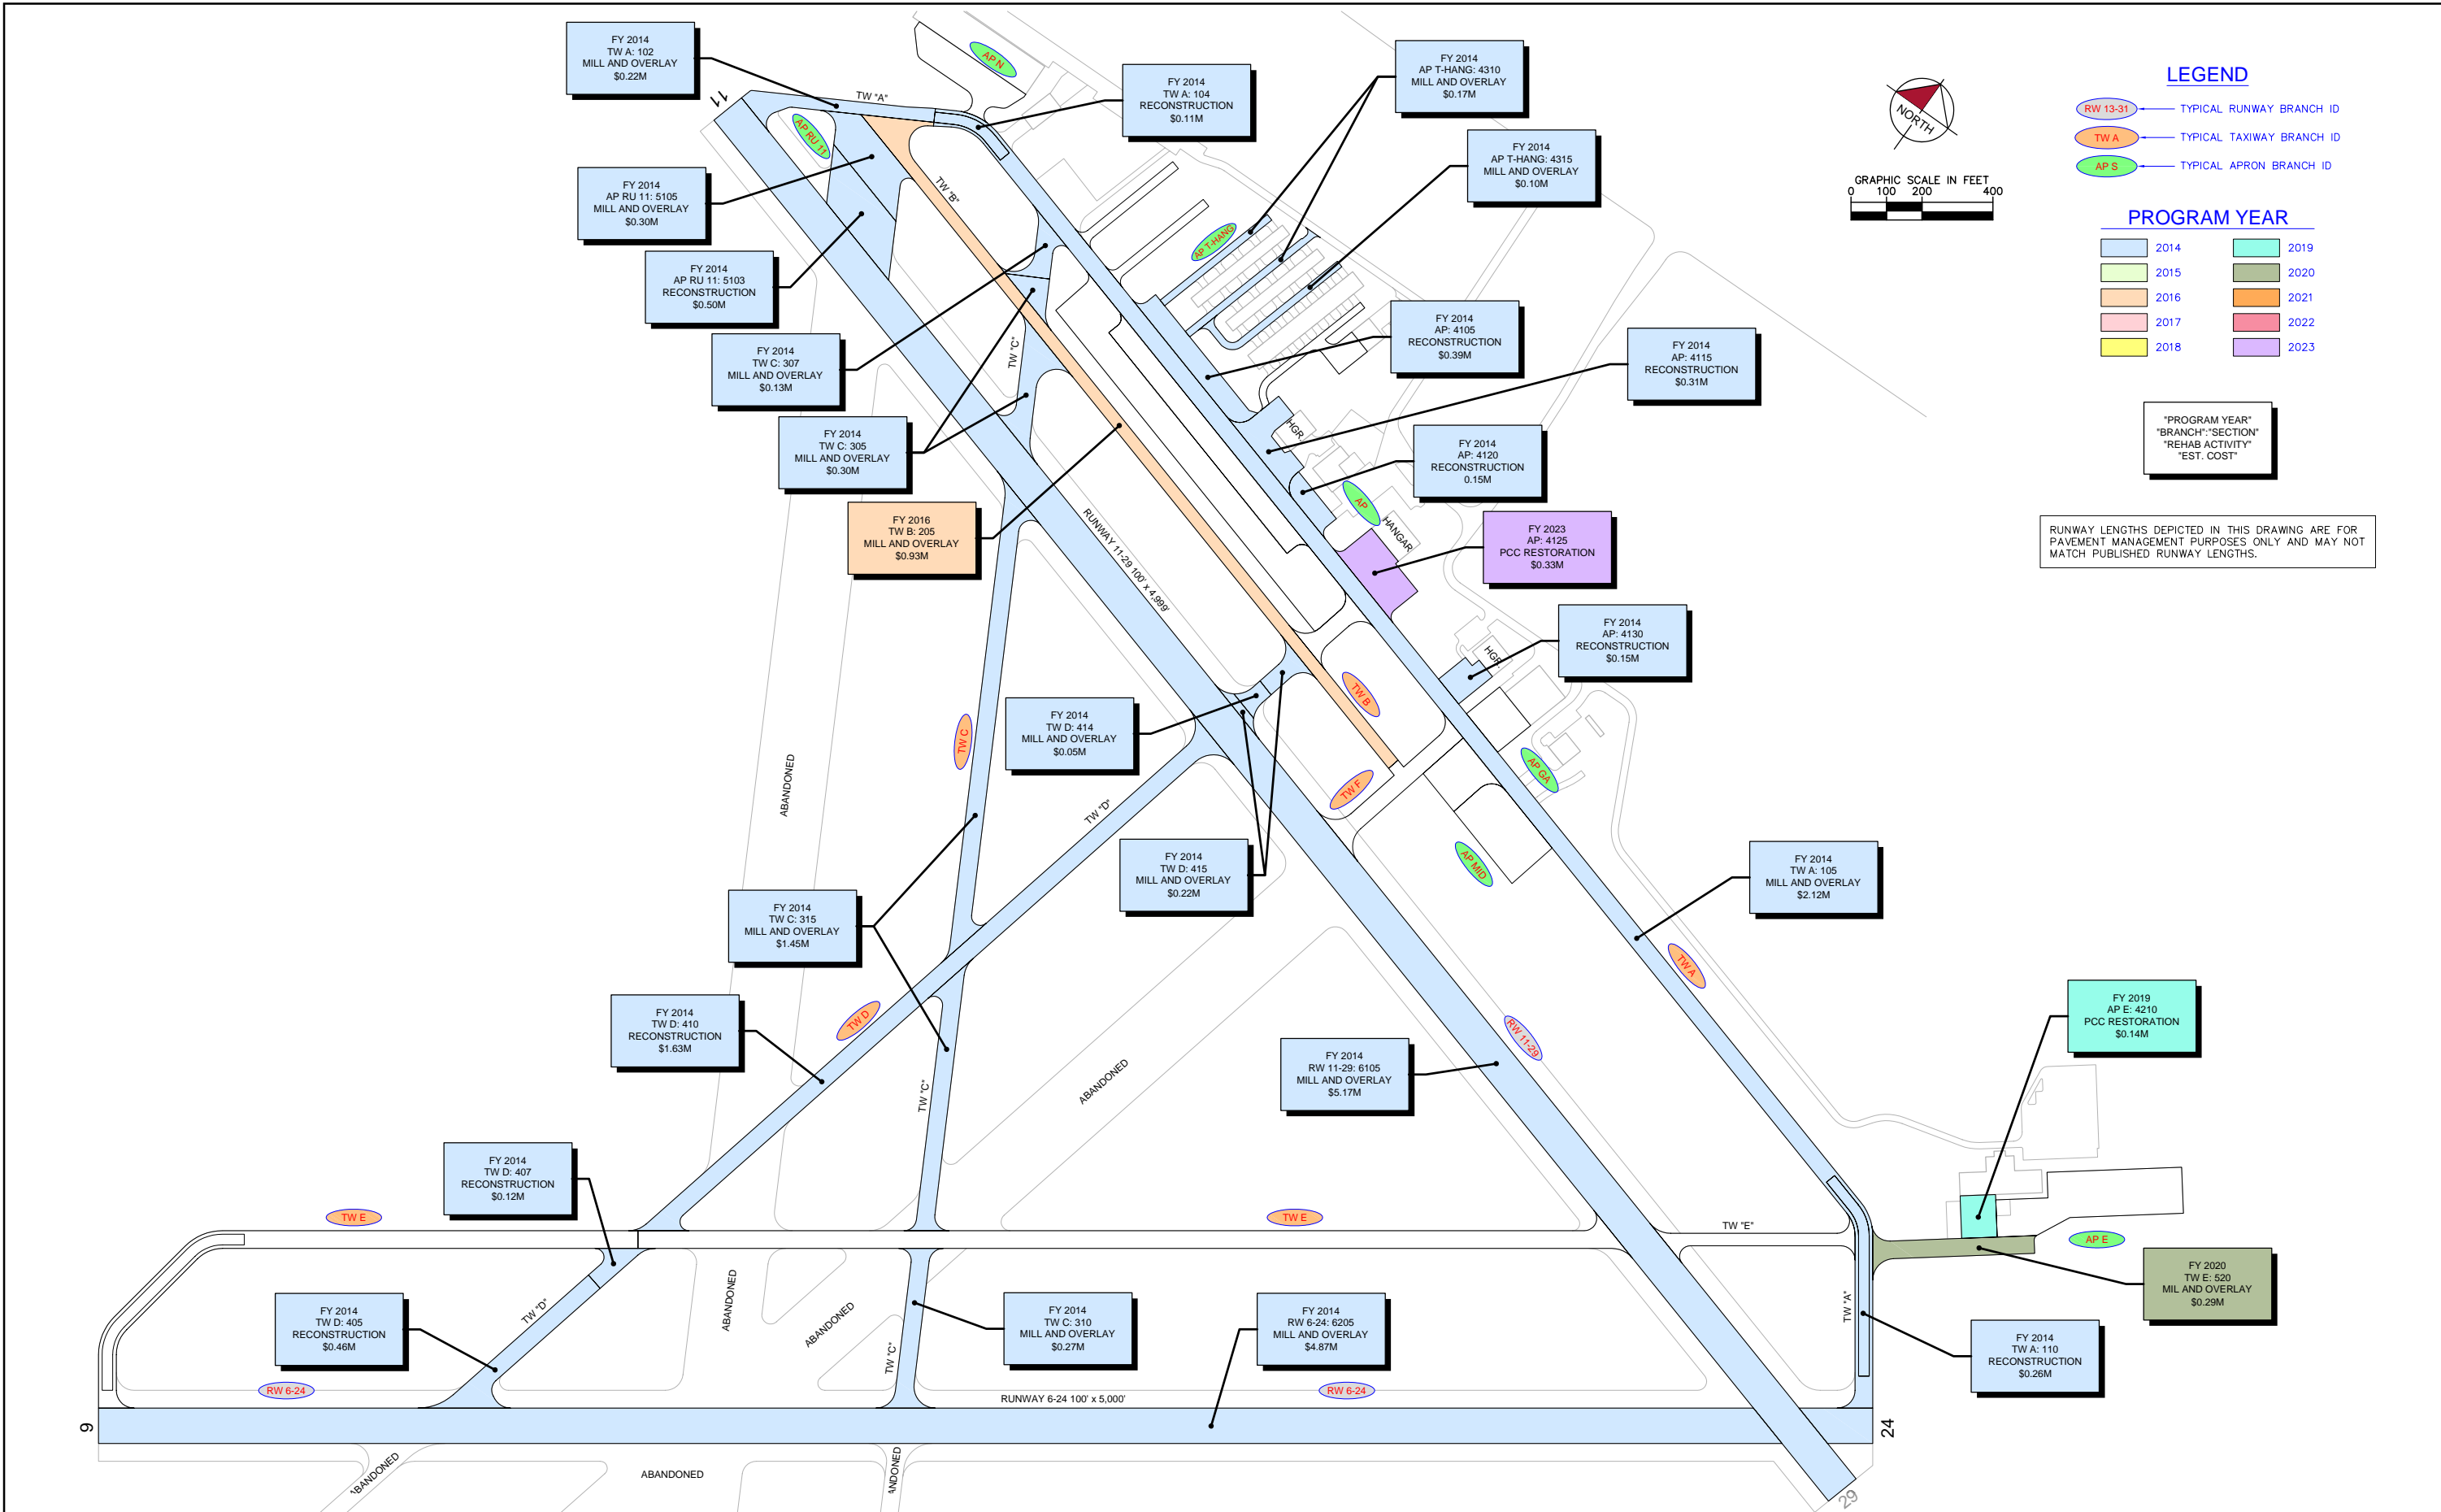 FY 2014
TW A: 102
MILL AND OVERLAY
$0.22M
AP N
FY 2014
TW A: 104
RECONSTRUCTION
$0.11M
FY 2014
AP T-HANG: 4310
MILL AND OVERLAY
$0.17M
FY 2014
AP T-HANG: 4315
MILL AND OVERLAY
$0.10M
NORTH
GRAPHIC SCALE IN FEET
0 100 200 400
LEGEND
RW 13-31 TYPICAL RUNWAY BRANCH ID
TW A TYPICAL TAXIWAY BRANCH ID
AP S TYPICAL APRON BRANCH ID
PROGRAM YEAR
2014 2019
2015 2020
2016 2021
2017 2022
2018 2023
"PROGRAM YEAR"
"BRANCH":"SECTION"
"REHAB ACTIVITY"
"EST. COST"
RUNWAY LENGTHS DEPICTED IN THIS DRAWING ARE FOR
PAVEMENT MANAGEMENT PURPOSES ONLY AND MAY NOT
MATCH PUBLISHED RUNWAY LENGTHS.
11
TW "A"
AP RU 11
FY 2014
AP RU 11: 5105
MILL AND OVERLAY
$0.30M
TW "B"
AP T-HANG
FY 2014
AP RU 11: 5103
RECONSTRUCTION
$0.50M
FY 2014
TW C: 307
MILL AND OVERLAY
$0.13M
TW "C"
FY 2014
AP: 4105
RECONSTRUCTION
$0.39M
FY 2014
AP: 4115
RECONSTRUCTION
$0.31M
FY 2014
TW C: 305
MILL AND OVERLAY
$0.30M
HGR
FY 2014
AP: 4120
RECONSTRUCTION
0.15M
AP
HANGAR
FY 2016
TW B: 205
MILL AND OVERLAY
$0.93M
RUNWAY 11-29 100' x 4,999'
FY 2023
AP: 4125
PCC RESTORATION
$0.33M
FY 2014
AP: 4130
RECONSTRUCTION
$0.15M
HGR.
TW B
FY 2014
TW D: 414
MILL AND OVERLAY
$0.05M
TW C
ABANDONED
TW "D"
TW F
AP GA
FY 2014
TW D: 415
MILL AND OVERLAY
$0.22M
AP MID
FY 2014
TW A: 105
MILL AND OVERLAY
$2.12M
FY 2014
TW C: 315
MILL AND OVERLAY
$1.45M
TW A
FY 2014
TW D: 410
RECONSTRUCTION
$1.63M
TW D
RW 11-29
FY 2019
AP E: 4210
PCC RESTORATION
$0.14M
FY 2014
RW 11-29: 6105
MILL AND OVERLAY
$5.17M
TW "C"
ABANDONED
FY 2014
TW D: 407
RECONSTRUCTION
$0.12M
TW E
TW E
TW "E"
AP E
FY 2020
TW E: 520
MIL AND OVERLAY
$0.29M
FY 2014
TW D: 405
RECONSTRUCTION
$0.46M
TW "D"
ABANDONED
ABANDONED
TW "C"
FY 2014
TW C: 310
MILL AND OVERLAY
$0.27M
FY 2014
RW 6-24: 6205
MILL AND OVERLAY
$4.87M
TW "A"
FY 2014
TW A: 110
RECONSTRUCTION
$0.26M
RW 6-24
RW 6-24
RUNWAY 6-24 100' x 5,000'
6
24
ABANDONED
ABANDONED
ANDONED
29